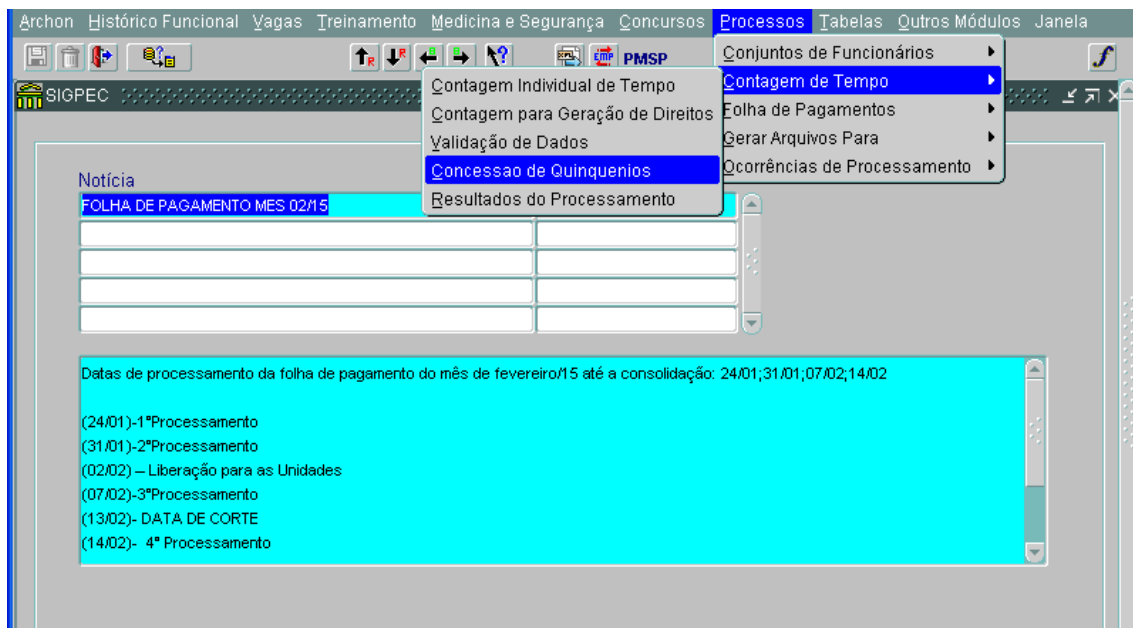 Archon Histórico Funcional Vagas Treinamento Medicina e Segurança Concursos Processos Tabelas Outros Módulos Janela
R R EMP PMSP
Conjuntos de Funcionários
Contagem de Tempo
Folha de Pagamentos
Gerar Arquivos Para
Ocorrências de Processamento
Contagem Individual de Tempo
Contagem para Geração de Direitos
Validação de Dados
Concessao de Quinquenios
Resultados do Processamento
SIGPEC
Notícia
FOLHA DE PAGAMENTO MES 02/15
Datas de processamento da folha de pagamento do mês de fevereiro/15 até a consolidação: 24/01;31/01;07/02;14/02
(24/01)-1ªProcessamento
(31/01)-2ªProcessamento
(02/02) – Liberação para as Unidades
(07/02)-3ªProcessamento
(13/02)- DATA DE CORTE
(14/02)- 4ª Processamento